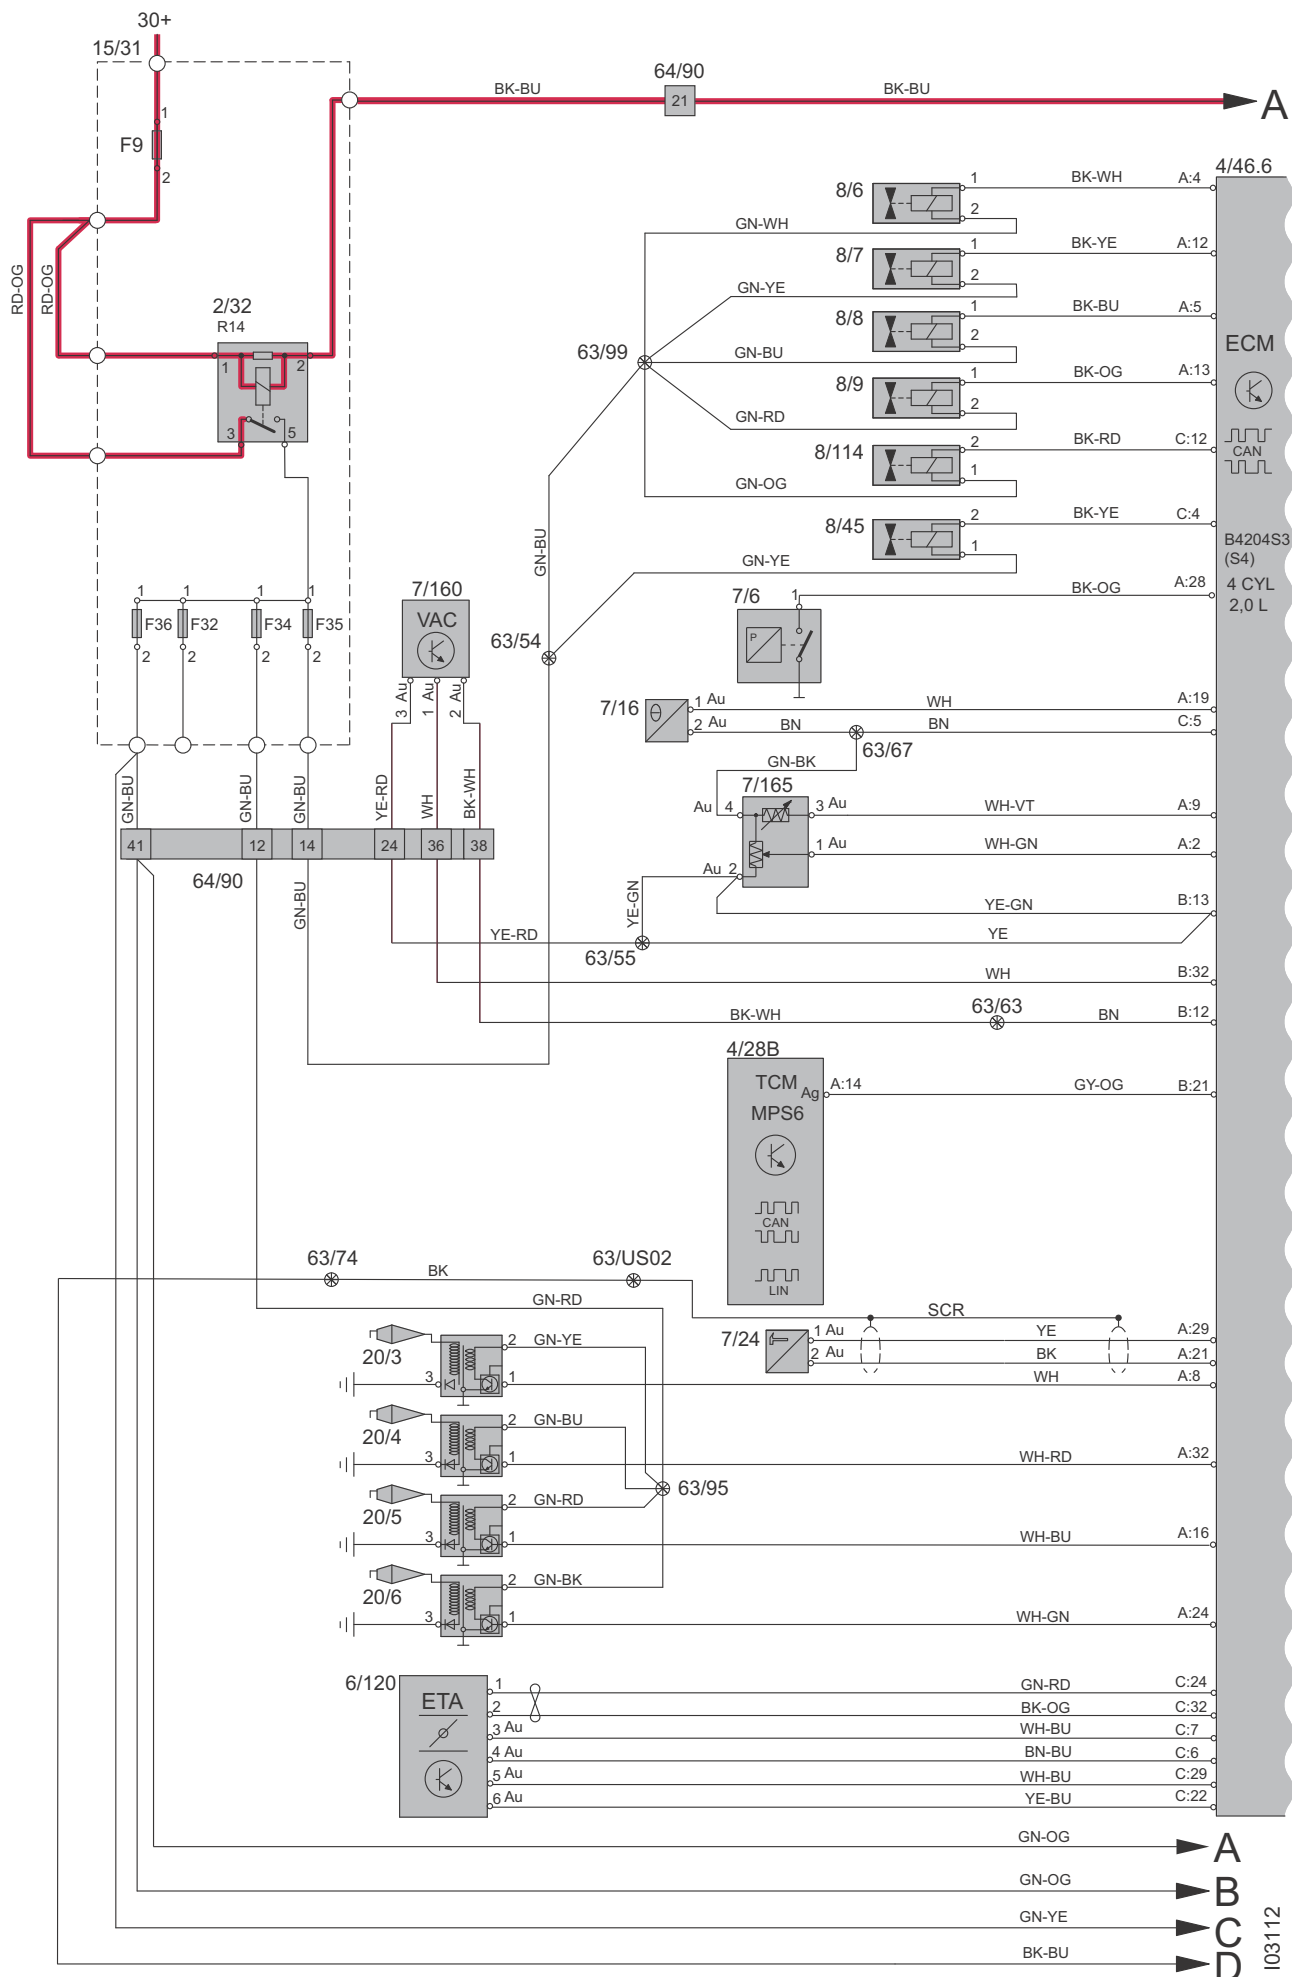 30+
15/31
64/90
BK-BU
21
BK-BU
A
1
F9
2
4/46.6
8/6
1
BK-WH
A:4
2
GN-WH
RD-OG
RD-OG
8/7
1
BK-YE
A:12
2
GN-YE
2/32
R14
8/8
1
BK-BU
A:5
2
63/99
GN-BU
ECM
1
2
8/9
1
BK-OG
A:13
2
GN-RD
3
5
8/114
2
BK-RD
C:12
CAN
1
GN-OG
8/45
2
BK-YE
C:4
1
GN-BU
GN-YE
B4204S3
(S4)
4 CYL
2,0 L
7/160
VAC
7/6
1
BK-OG
A:28
P
1
1
1
1
F36
F32
F34
F35
2
2
2
2
63/54
3 Au
1 Au
2 Au
7/16
1 Au
WH
A:19
2 Au
BN
BN
C:5
63/67
GN-BK
7/165
GN-BU
GN-BU
GN-BU
YE-RD
WH
BK-WH
Au 4
3 Au
WH-VT
A:9
41
12
14
24
36
38
1 Au
WH-GN
A:2
64/90
Au 2
GN-BU
YE-GN
YE-GN
B:13
YE-RD
YE
63/55
WH
B:32
63/63
BK-WH
BN
B:12
4/28B
TCM
MPS6
Ag
A:14
GY-OG
B:21
CAN
LIN
63/74
BK
63/US02
GN-RD
SCR
7/24
1 Au
YE
A:29
2 Au
BK
A:21
20/3
2
GN-YE
3
1
WH
A:8
20/4
2
GN-BU
3
1
WH-RD
A:32
63/95
20/5
2
GN-RD
3
1
WH-BU
A:16
20/6
2
GN-BK
3
1
WH-GN
A:24
6/120
ETA
1
GN-RD
C:24
2
BK-OG
C:32
3 Au
WH-BU
C:7
4 Au
BN-BU
C:6
5 Au
WH-BU
C:29
6 Au
YE-BU
C:22
GN-OG
A
GN-OG
B
GN-YE
C
BK-BU
D
I03112